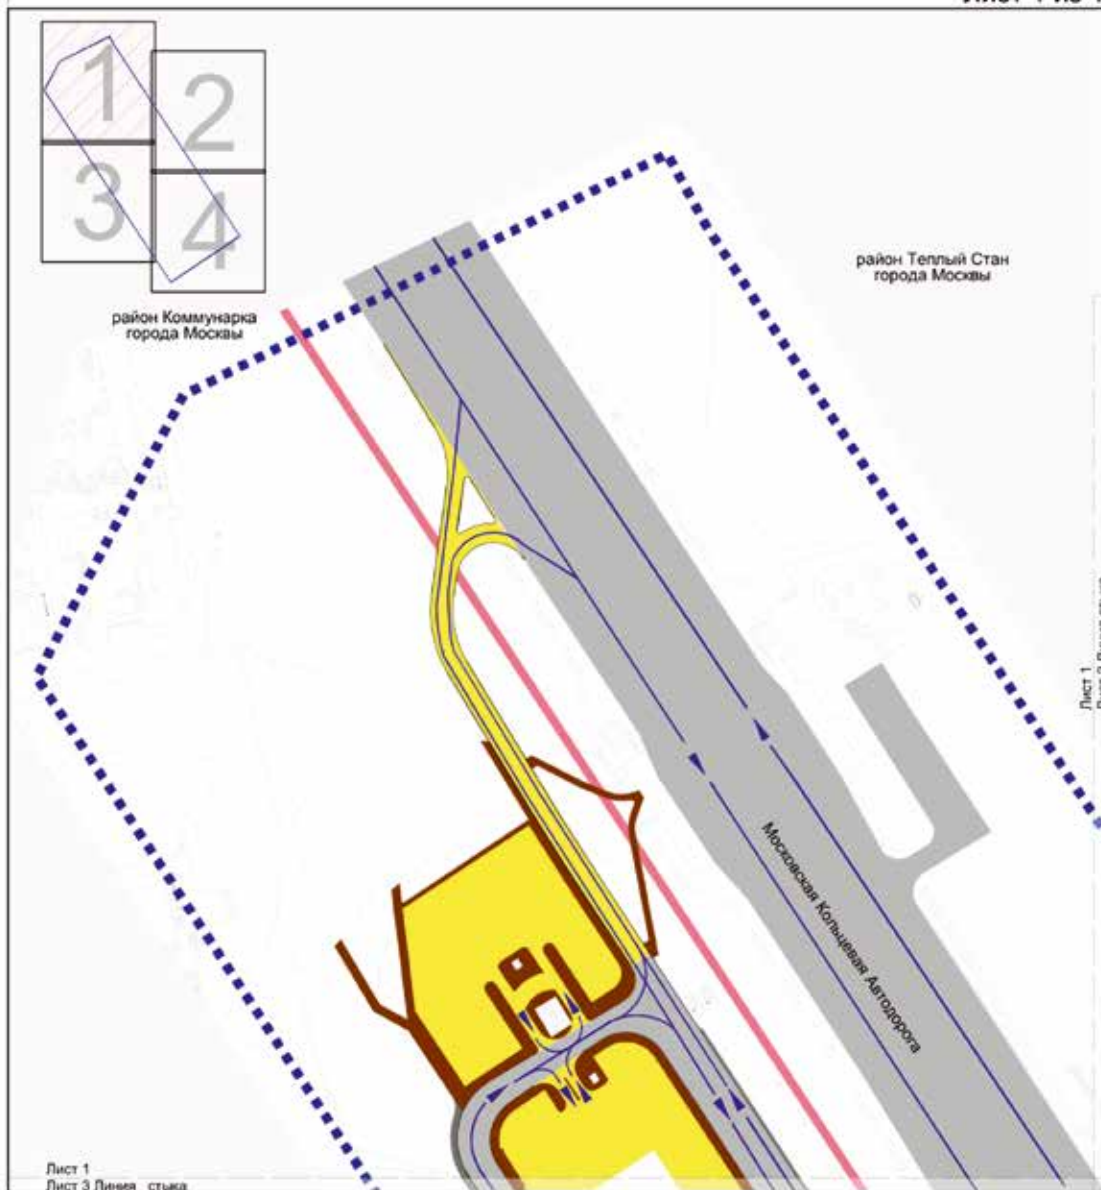 1
2
3
4
район Теплый Стан
города Москвы
район Коммунарка
города Москвы
Лист 1
Московская Кольцевая Автодорога
Лист 1
Лист 3 Линия стыка